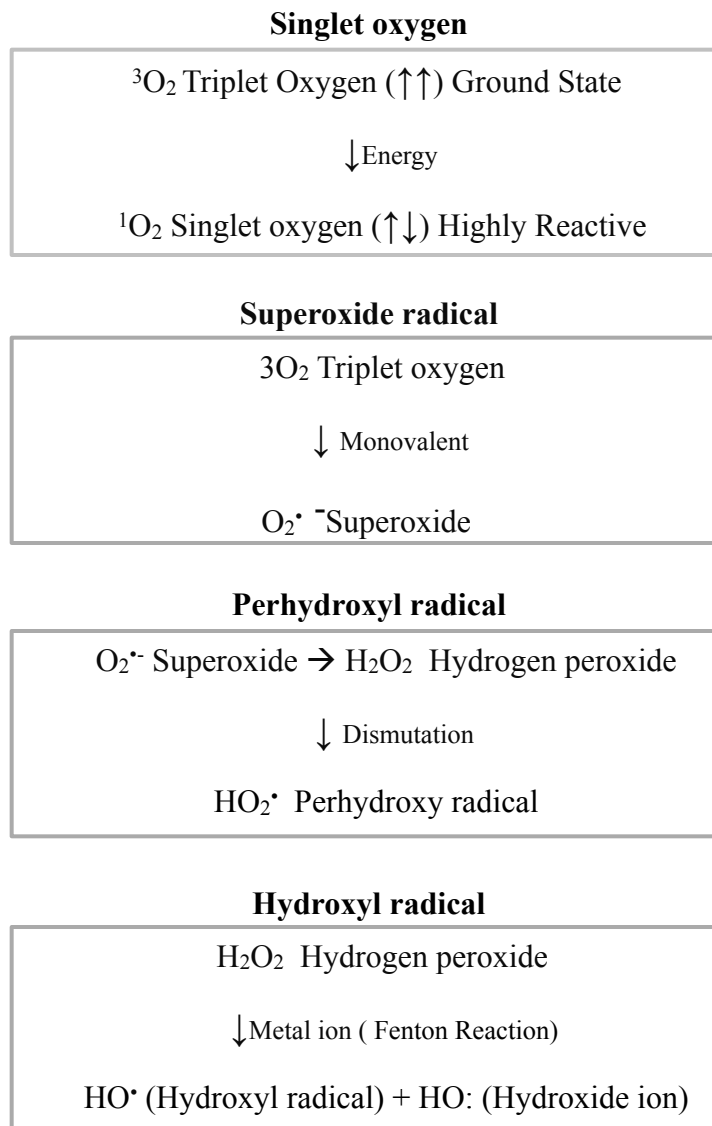 Singlet oxygen
³O₂ Triplet Oxygen (↑↑) Ground State
↓Energy
¹O₂ Singlet oxygen (↑↓) Highly Reactive
Superoxide radical
3O₂ Triplet oxygen
↓ Monovalent
O₂• ⁻Superoxide
Perhydroxyl radical
O₂•⁻ Superoxide → H₂O₂ Hydrogen peroxide
↓ Dismutation
HO₂• Perhydroxy radical
Hydroxyl radical
H₂O₂ Hydrogen peroxide
↓Metal ion ( Fenton Reaction)
HO• (Hydroxyl radical) + HO: (Hydroxide ion)